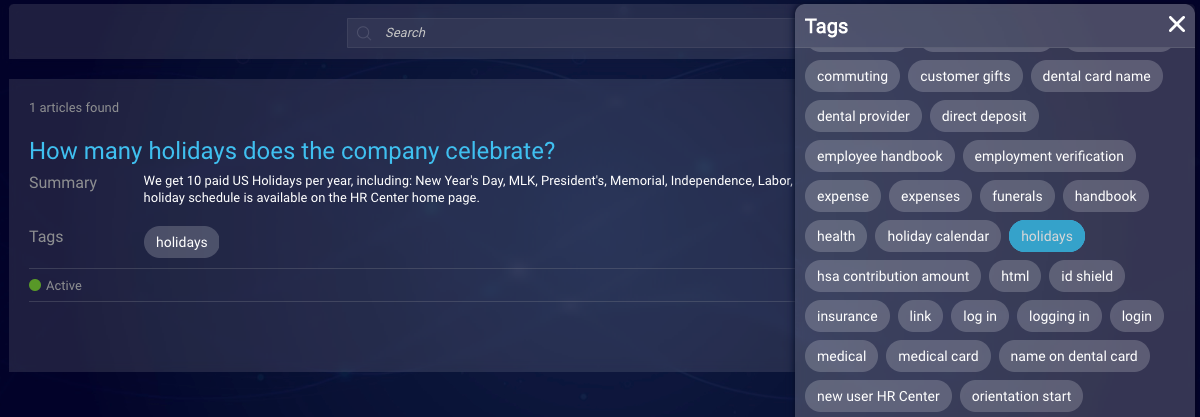 Search
1 articles found
How many holidays does the company celebrate?
Summary
We get 10 paid US Holidays per year, including: New Year's Day, MLK, President's, Memorial, Independence, Labor,
holiday schedule is available on the HR Center home page.
Tags
holidays
Active
Tags
commuting customer gifts dental card name
dental provider direct deposit
employee handbook employment verification
expense expenses funerals handbook
health holiday calendar holidays
hsa contribution amount html id shield
insurance link log in logging in login
medical medical card name on dental card
new user HR Center orientation start